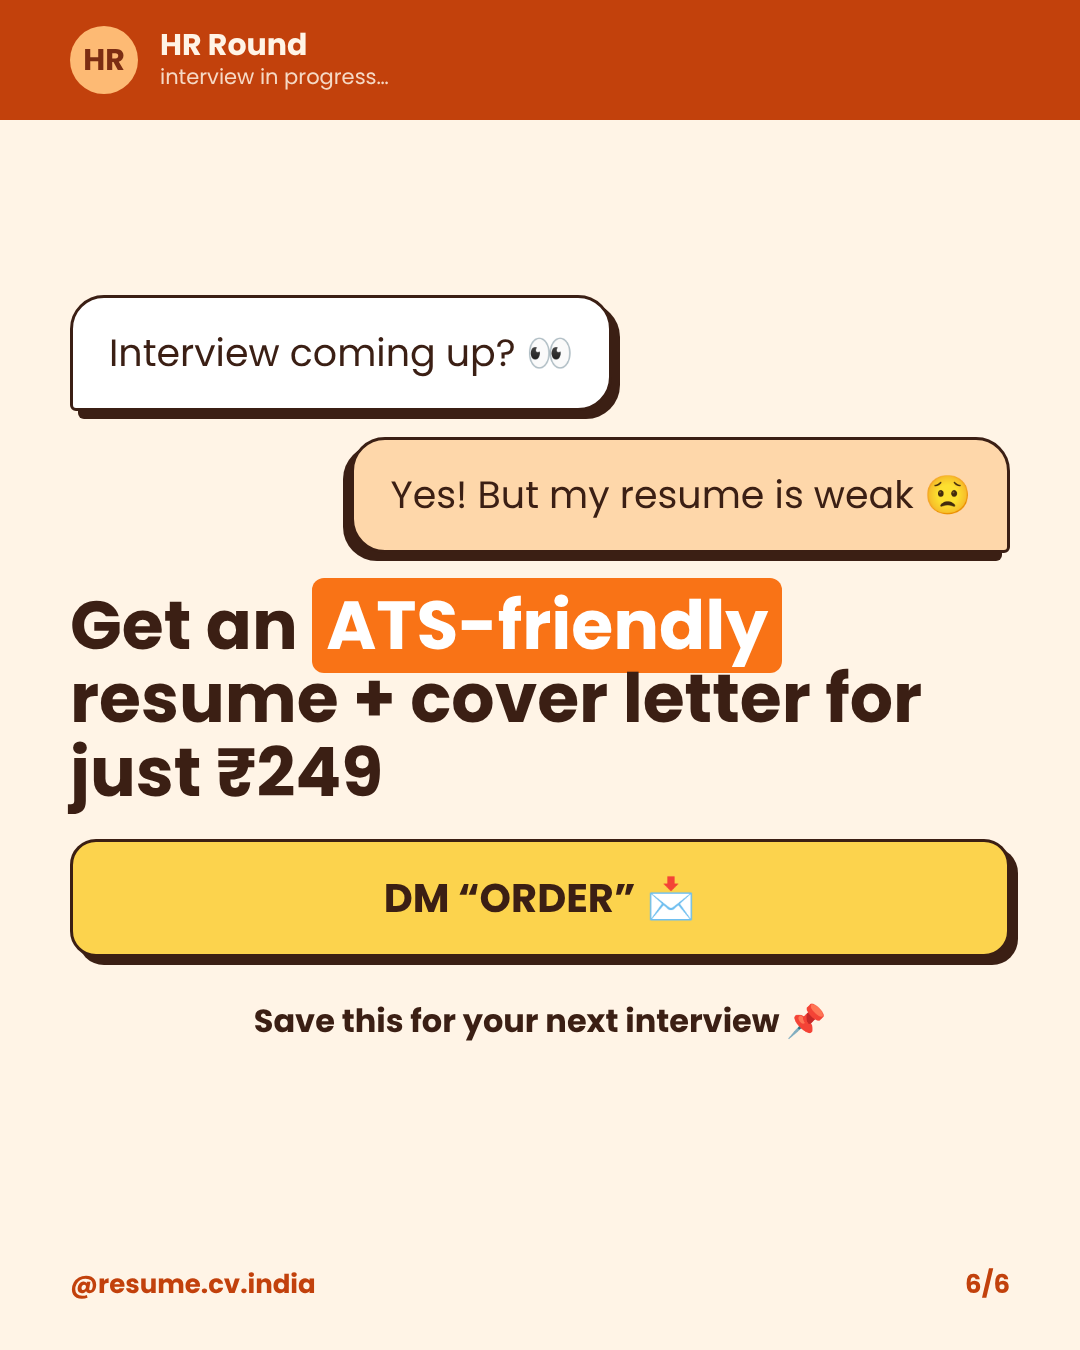 HR
HR Round
interview in progress...
Interview coming up? 👀
Yes! But my resume is weak 😟
Get an ATS-friendly
resume + cover letter for
just ₹249
DM “ORDER” 📩
Save this for your next interview 📌
@resume.cv.india
6/6